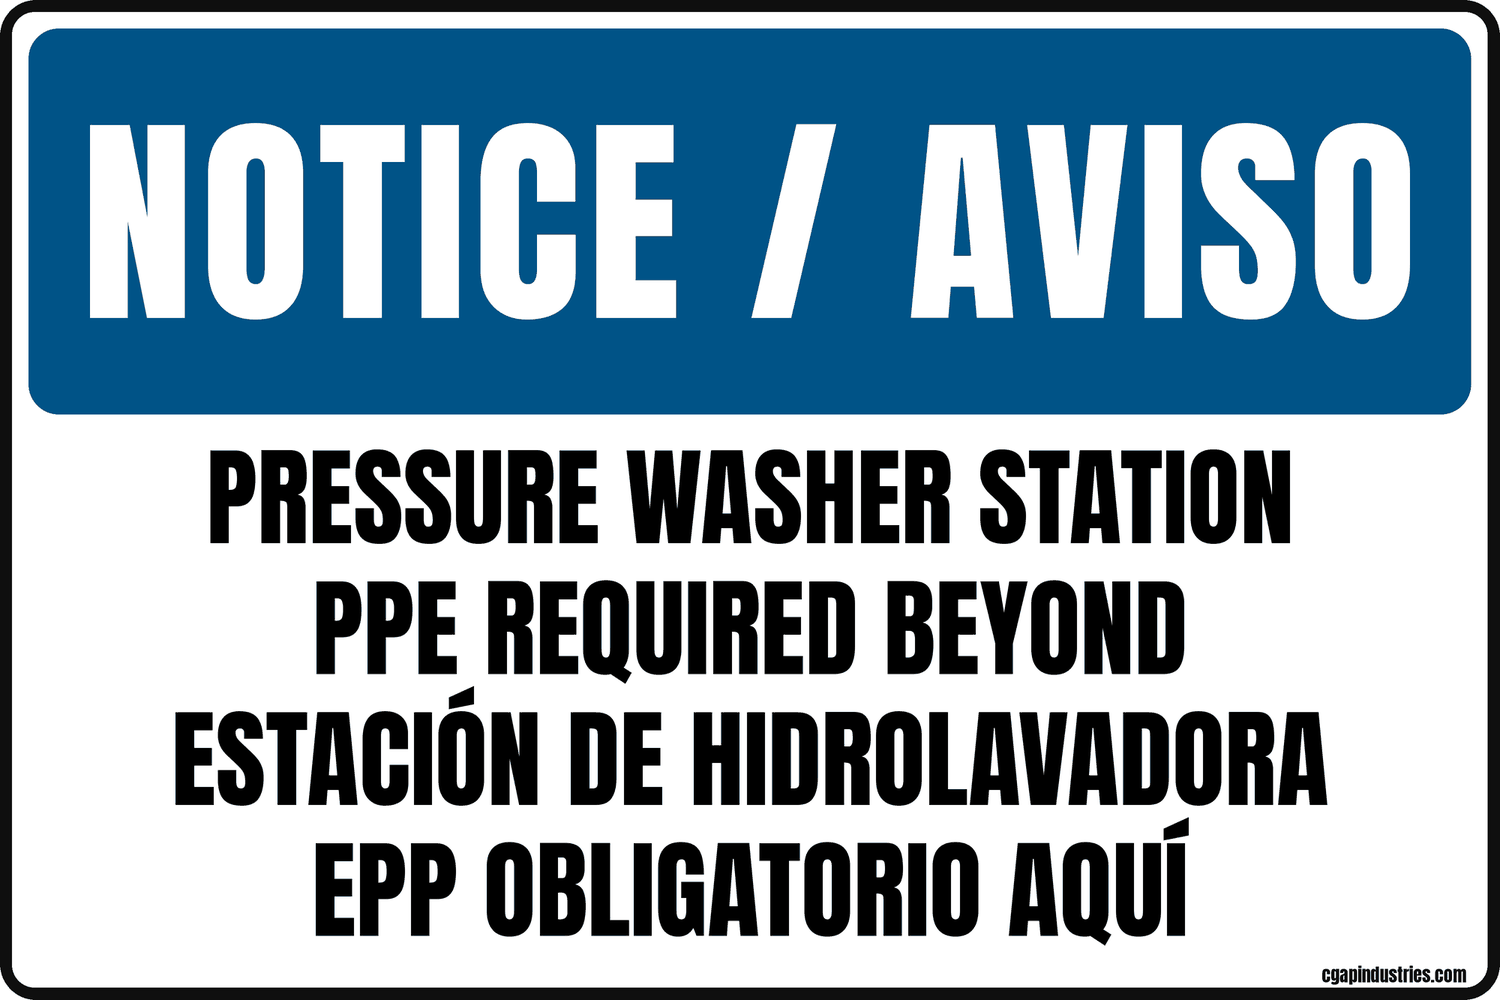 NOTICE / AVISO
PRESSURE WASHER STATION
PPE REQUIRED BEYOND
ESTACIÓN DE HIDROLAVADORA
EPP OBLIGATORIO AQUÍ
cgapindustries.com